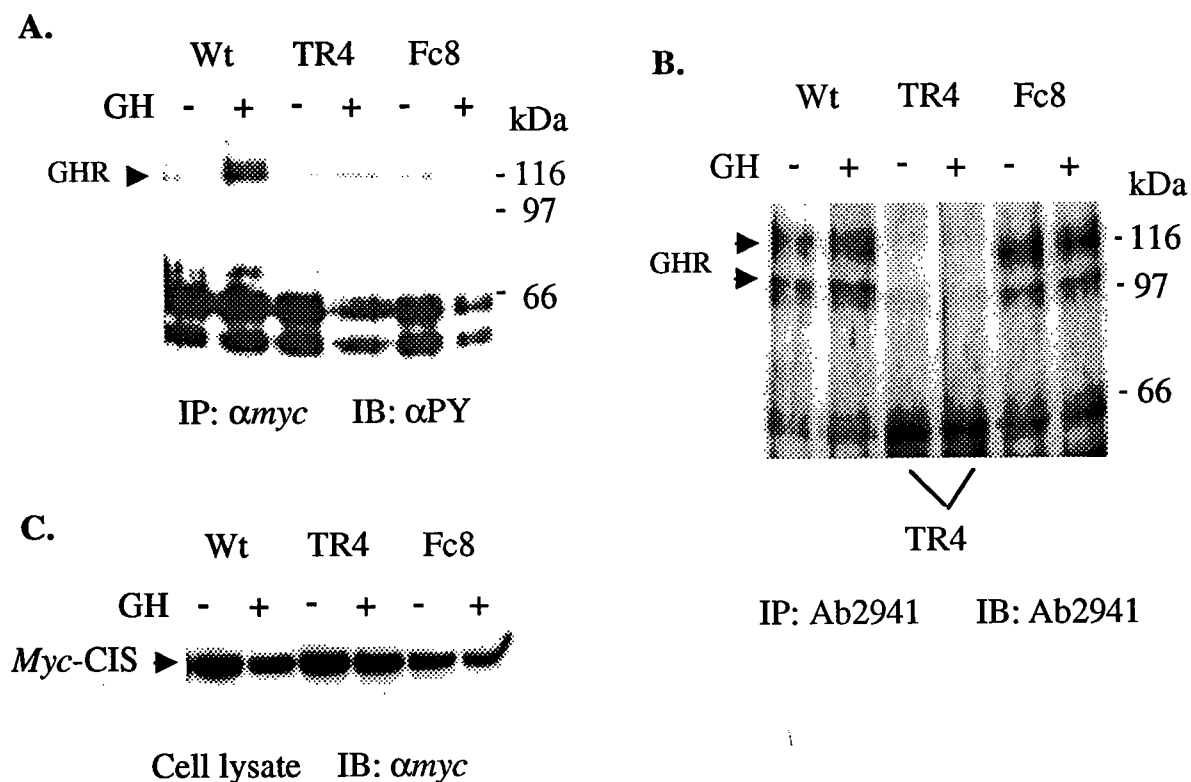 A.
Wt TR4 Fc8
GH - + - + - +
kDa
GHR
- 116
- 97
- 66
IP: αmyc IB: αPY
B.
Wt TR4 Fc8
GH - + - + - +
kDa
GHR
- 116
- 97
- 66
TR4
IP: Ab2941 IB: Ab2941
C.
Wt TR4 Fc8
GH - + - + - +
Myc-CIS
Cell lysate IB: αmyc